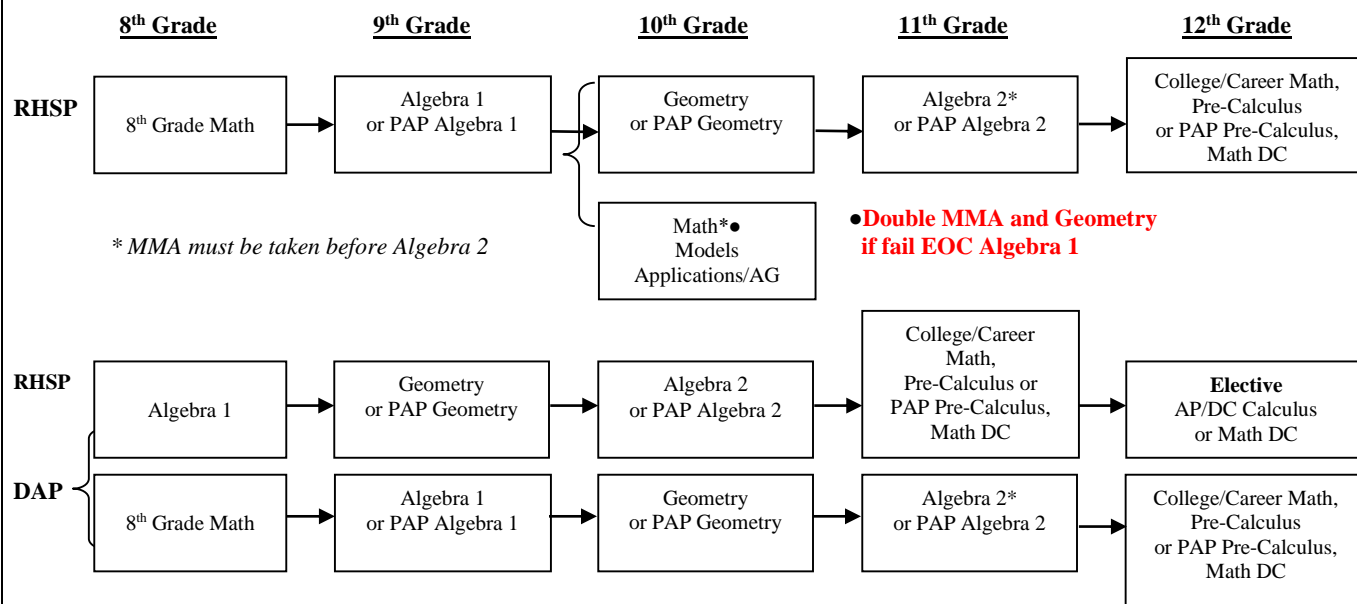 8th Grade
9th Grade
10th Grade
11th Grade
12th Grade
RHSP
8th Grade Math
Algebra 1
or PAP Algebra 1
Geometry
or PAP Geometry
Algebra 2*
or PAP Algebra 2
College/Career Math,
Pre-Calculus
or PAP Pre-Calculus,
Math DC
* MMA must be taken before Algebra 2
Math*●
Models
Applications/AG
●Double MMA and Geometry
if fail EOC Algebra 1
RHSP
Algebra 1
Geometry
or PAP Geometry
Algebra 2
or PAP Algebra 2
College/Career
Math,
Pre-Calculus or
PAP Pre-Calculus,
Math DC
Elective
AP/DC Calculus
or Math DC
DAP
8th Grade Math
Algebra 1
or PAP Algebra 1
Geometry
or PAP Geometry
Algebra 2*
or PAP Algebra 2
College/Career Math,
Pre-Calculus
or PAP Pre-Calculus,
Math DC